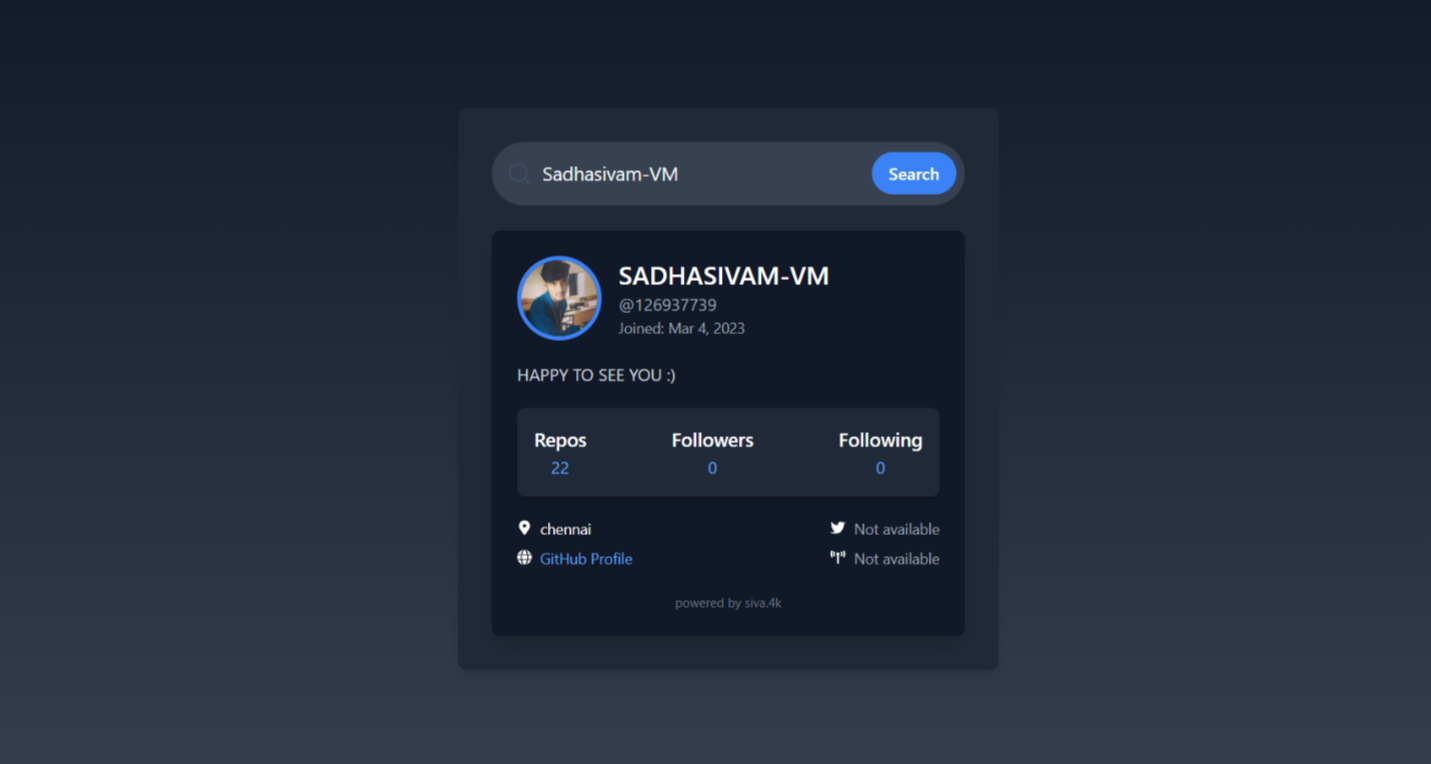 Sadhasivam-VM
Search
SADHASIVAM-VM
@126937739
Joined: Mar 4, 2023
HAPPY TO SEE YOU :)
Repos Followers Following
22 0 0
chennai Not available
GitHub Profile Not available
powered by siva.4k